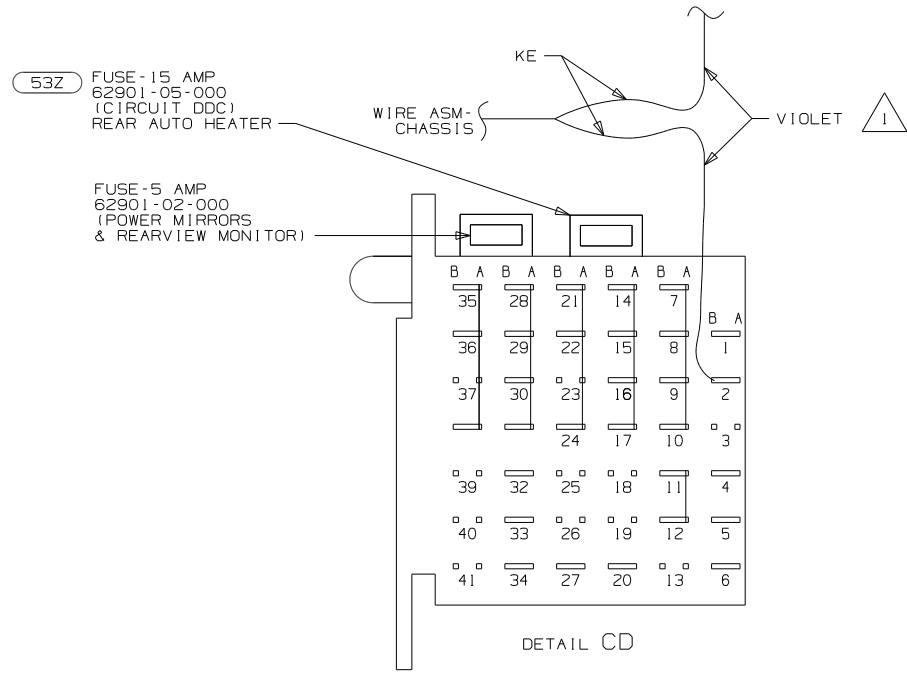 KE
53Z
FUSE-15 AMP
62901-05-000
(CIRCUIT DDC)
REAR AUTO HEATER
WIRE ASM-
CHASSIS
VIOLET
1
FUSE-5 AMP
62901-02-000
(POWER MIRRORS
& REARVIEW MONITOR)
B A B A B A B A B A
35 28 21 14 7
B A
36 29 22 15 8 1
37 30 23 16 9 2
24 17 10 3
39 32 25 18 11 4
40 33 26 19 12 5
41 34 27 20 13 6
DETAIL CD